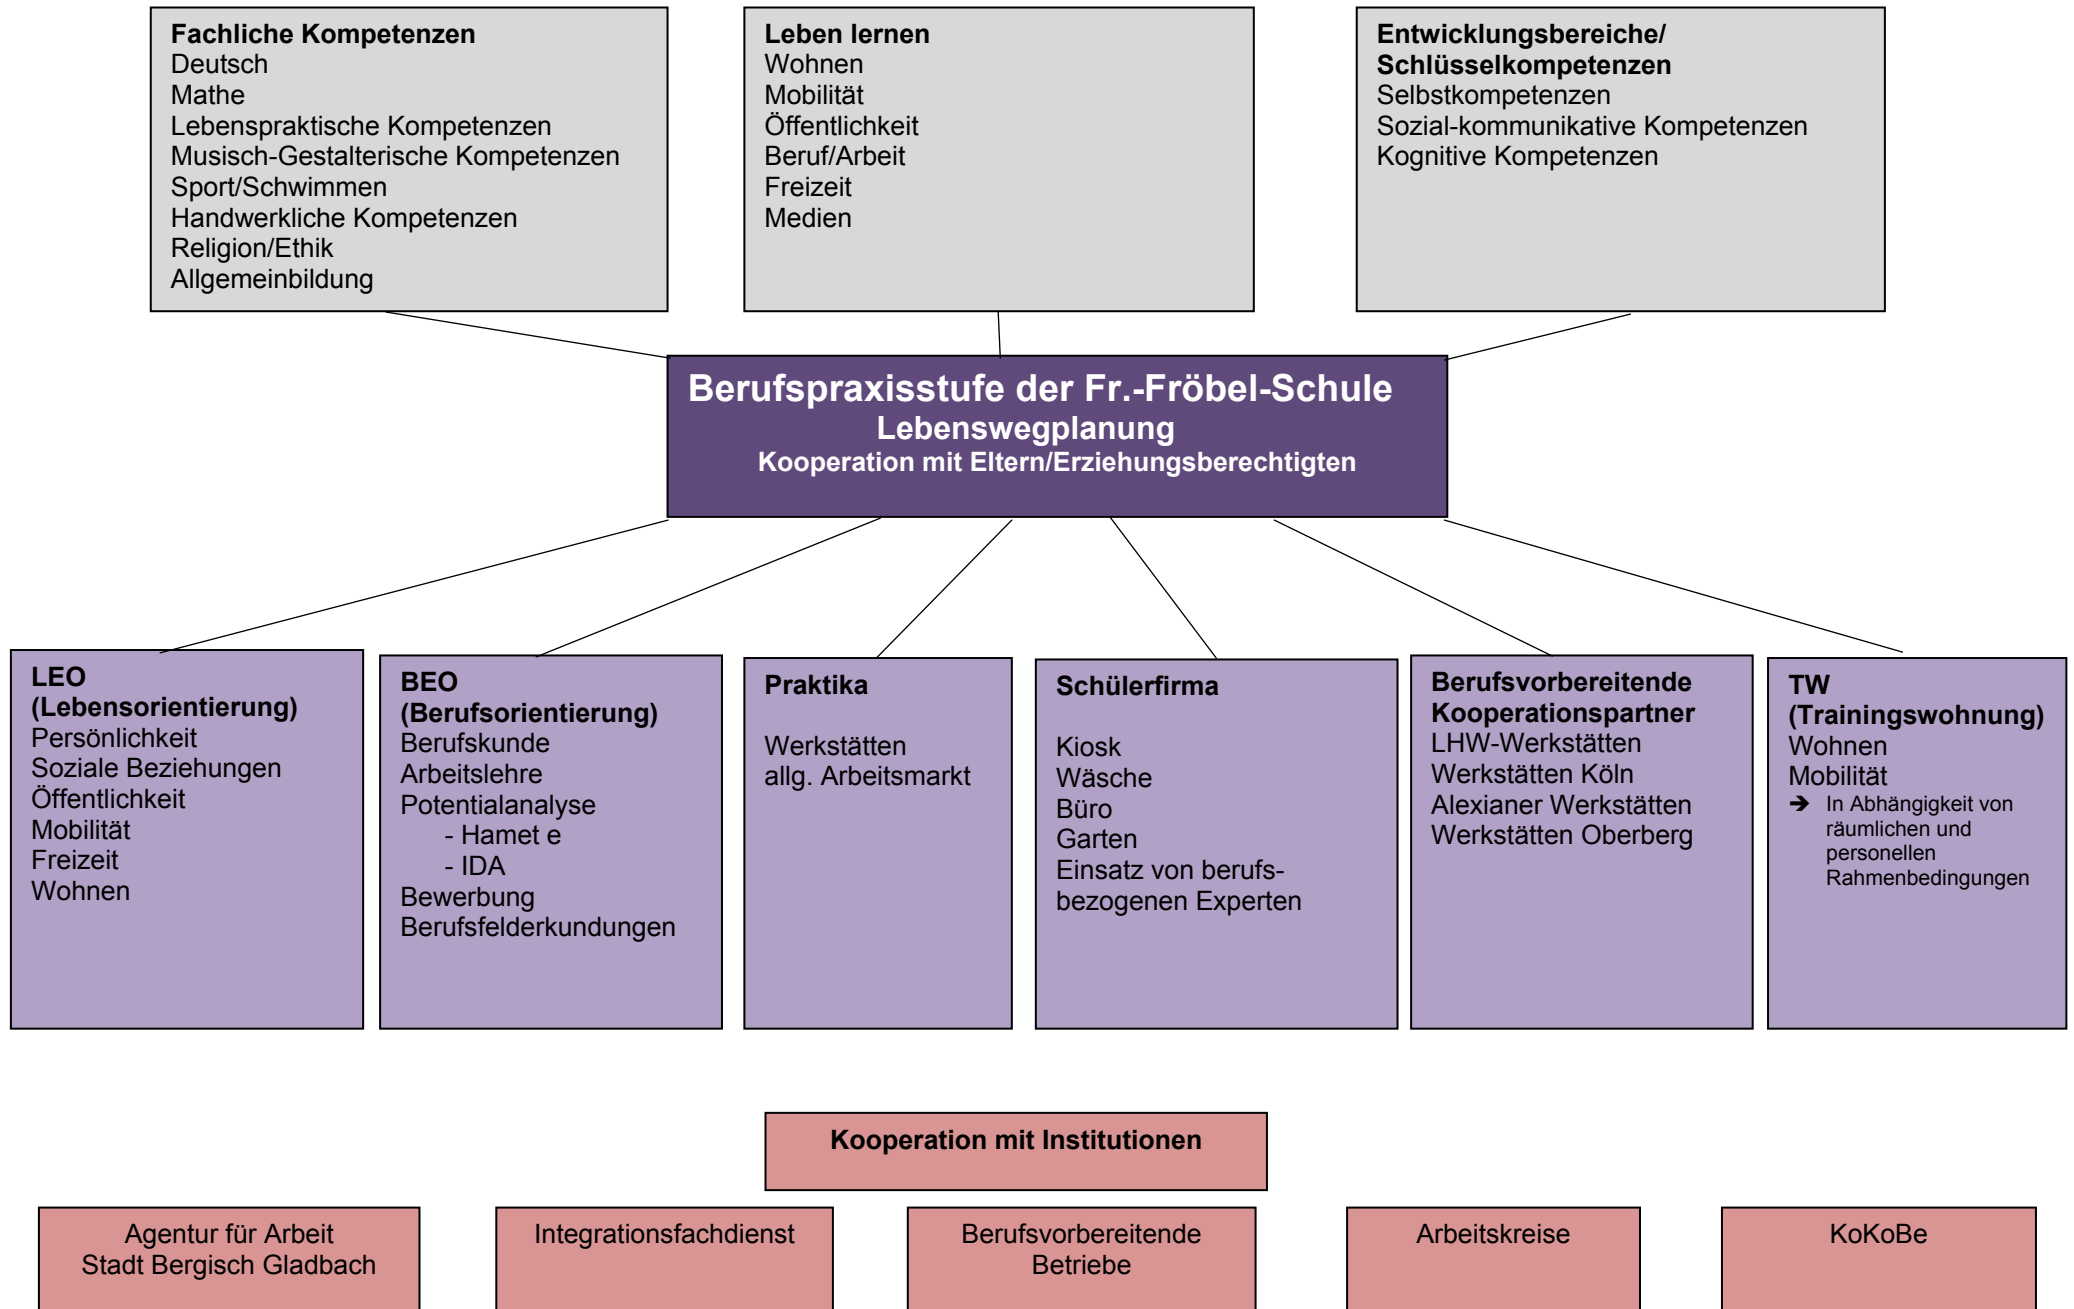 Fachliche Kompetenzen
Deutsch
Mathe
Lebenspraktische Kompetenzen
Musisch-Gestalterische Kompetenzen
Sport/Schwimmen
Handwerkliche Kompetenzen
Religion/Ethik
Allgemeinbildung
Leben lernen
Wohnen
Mobilität
Öffentlichkeit
Beruf/Arbeit
Freizeit
Medien
Entwicklungsbereiche/
Schlüsselkompetenzen
Selbstkompetenzen
Sozial-kommunikative Kompetenzen
Kognitive Kompetenzen
Berufspraxisstufe der Fr.-Fröbel-Schule
Lebenswegplanung
Kooperation mit Eltern/Erziehungsberechtigten
LEO
(Lebensorientierung)
Persönlichkeit
Soziale Beziehungen
Öffentlichkeit
Mobilität
Freizeit
Wohnen
BEO
(Berufsorientierung)
Berufskunde
Arbeitslehre
Potentialanalyse
- Hamet e
- IDA
Bewerbung
Berufsfelderkundungen
Praktika
Werkstätten
allg. Arbeitsmarkt
Schülerfirma
Kiosk
Wäsche
Büro
Garten
Einsatz von berufs-
bezogenen Experten
Berufsvorbereitende
Kooperationspartner
LHW-Werkstätten
Werkstätten Köln
Alexianer Werkstätten
Werkstätten Oberberg
TW
(Trainingswohnung)
Wohnen
Mobilität
➔ In Abhängigkeit von
räumlichen und
personellen
Rahmenbedingungen
Kooperation mit Institutionen
Agentur für Arbeit
Stadt Bergisch Gladbach
Integrationsfachdienst
Berufsvorbereitende
Betriebe
Arbeitskreise
KoKoBe